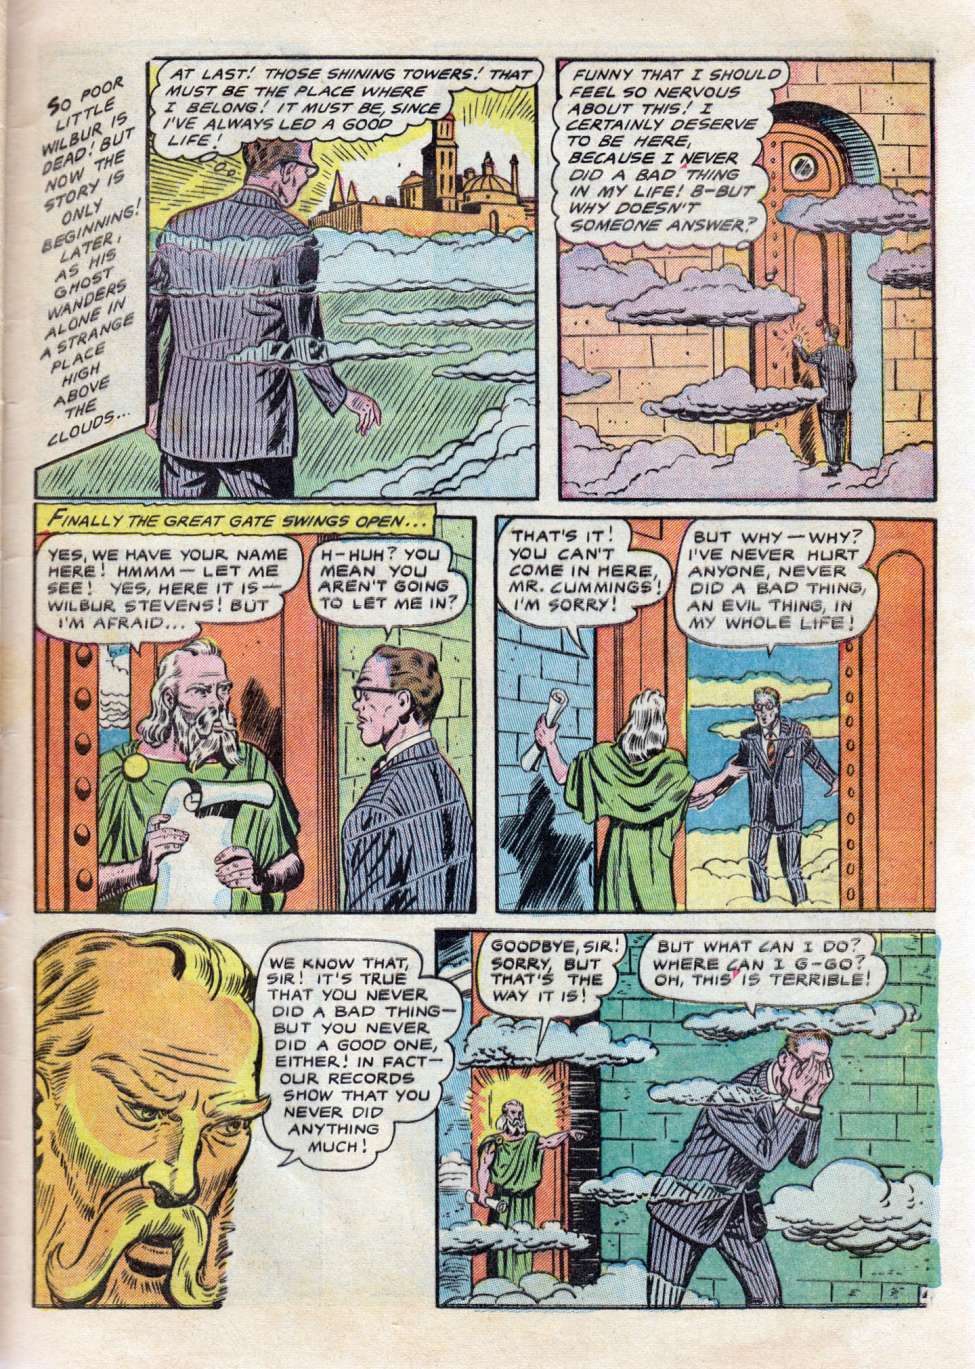 SO POOR
LITTLE
WILBUR IS
DEAD! BUT
NOW THE
STORY IS
ONLY
BEGINNING!
LATER,
AS HIS
GHOST
WANDERS
ALONE IN
A STRANGE
PLACE
HIGH
ABOVE
THE
CLOUDS...
AT LAST! THOSE SHINING TOWERS! THAT
MUST BE THE PLACE WHERE
I BELONG! IT MUST BE, SINCE
I'VE ALWAYS LED A GOOD
LIFE!
FUNNY THAT I SHOULD
FEEL SO NERVOUS
ABOUT THIS! I
CERTAINLY DESERVE
TO BE HERE,
BECAUSE I NEVER
DID A BAD THING
IN MY LIFE! B-BUT
WHY DOESN'T
SOMEONE ANSWER?
FINALLY THE GREAT GATE SWINGS OPEN...
YES, WE HAVE YOUR NAME
HERE! HMMM — LET ME
SEE! YES, HERE IT IS —
WILBUR STEVENS! BUT
I'M AFRAID...
H-HUH? YOU
MEAN YOU
AREN'T GOING
TO LET ME IN?
THAT'S IT!
YOU CAN'T
COME IN HERE,
MR. CUMMINGS!
I'M SORRY!
BUT WHY — WHY?
I'VE NEVER HURT
ANYONE, NEVER
DID A BAD THING,
AN EVIL THING, IN
MY WHOLE LIFE!
WE KNOW THAT,
SIR! IT'S TRUE
THAT YOU NEVER
DID A BAD THING —
BUT YOU NEVER
DID A GOOD ONE,
EITHER! IN FACT —
OUR RECORDS
SHOW THAT YOU
NEVER DID
ANYTHING
MUCH!
GOODBYE, SIR!
SORRY, BUT
THAT'S THE
WAY IT IS!
BUT WHAT CAN I DO?
WHERE CAN I G-GO?
OH, THIS IS TERRIBLE!